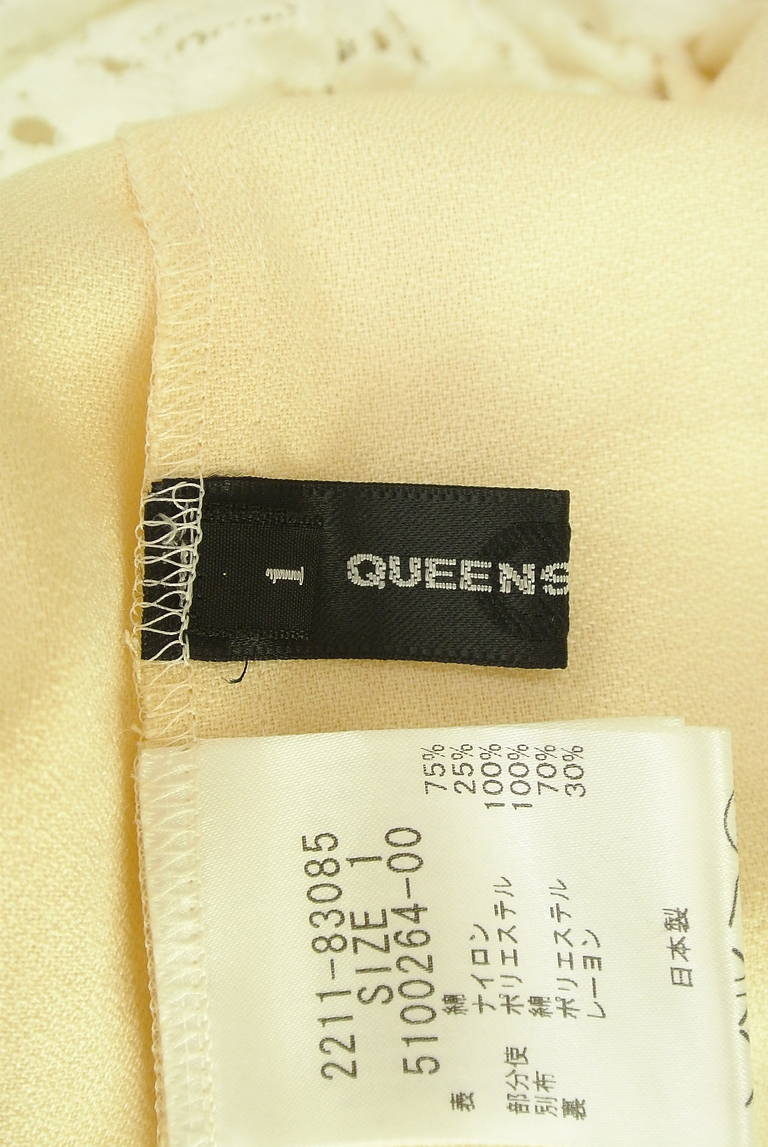 QUEENS
1
2211-83085
SIZE 1
5100264-00
表 綿 75%
ナイロン 25%
部分使 ポリエステル 100%
別布 綿 100%
裏 ポリエステル 70%
レーヨン 30%
日本製